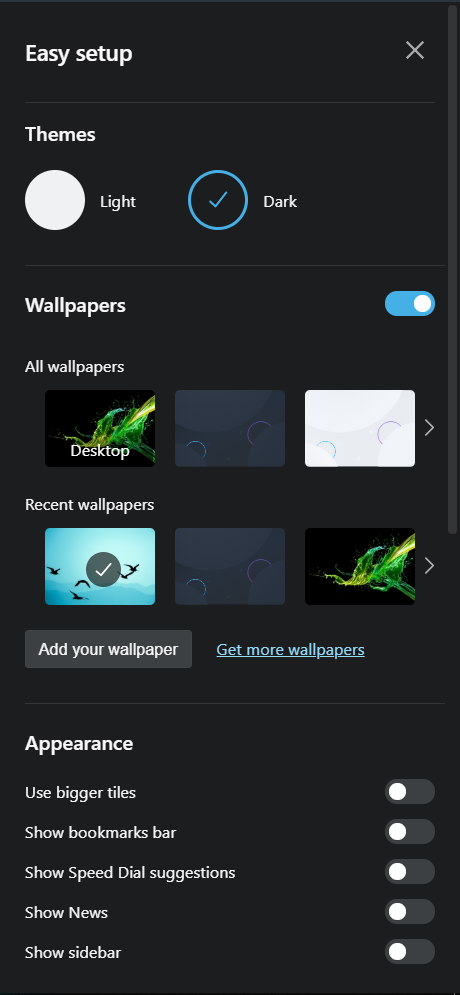 Easy setup
Themes
Light
Dark
Wallpapers
All wallpapers
Desktop
Recent wallpapers
Add your wallpaper
Get more wallpapers
Appearance
Use bigger tiles
Show bookmarks bar
Show Speed Dial suggestions
Show News
Show sidebar